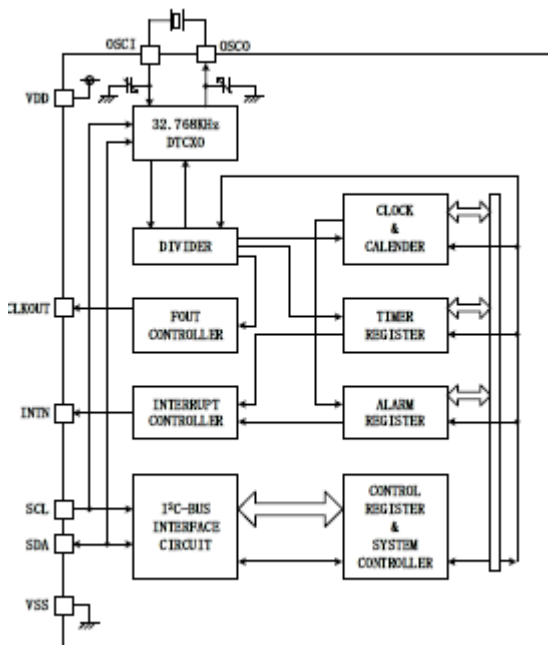 OSCI
OSCO
VDD
32.768KHz
DTCXO
DIVIDER
CLOCK
&
CALENDER
CLKOUT
FOUT
CONTROLLER
TIMER
REGISTER
INTN
INTERRUPT
CONTROLLER
ALARM
REGISTER
SCL
SDA
I²C-BUS
INTERFACE
CIRCUIT
CONTROL
REGISTER
&
SYSTEM
CONTROLLER
VSS